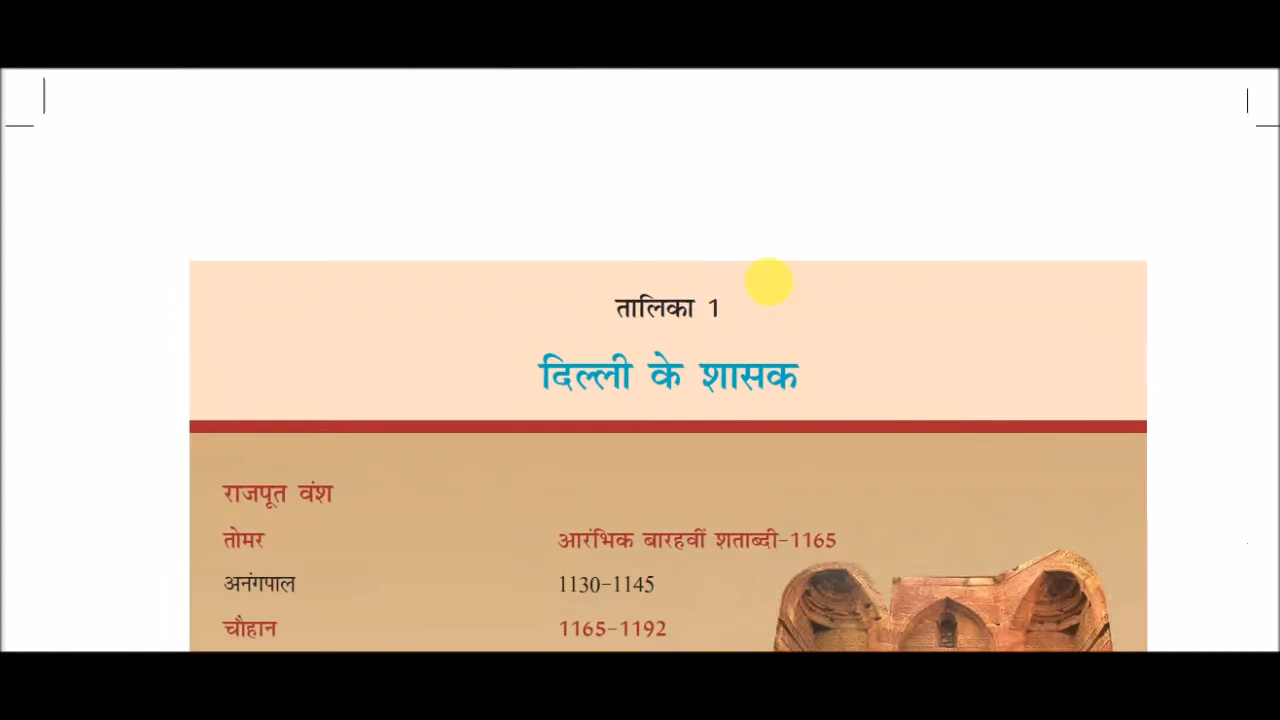 तालिका 1
दिल्ली के शासक
राजपूत वंश
तोमर आरंभिक बारहवीं शताब्दी-1165
अनंगपाल 1130-1145
चौहान 1165-1192